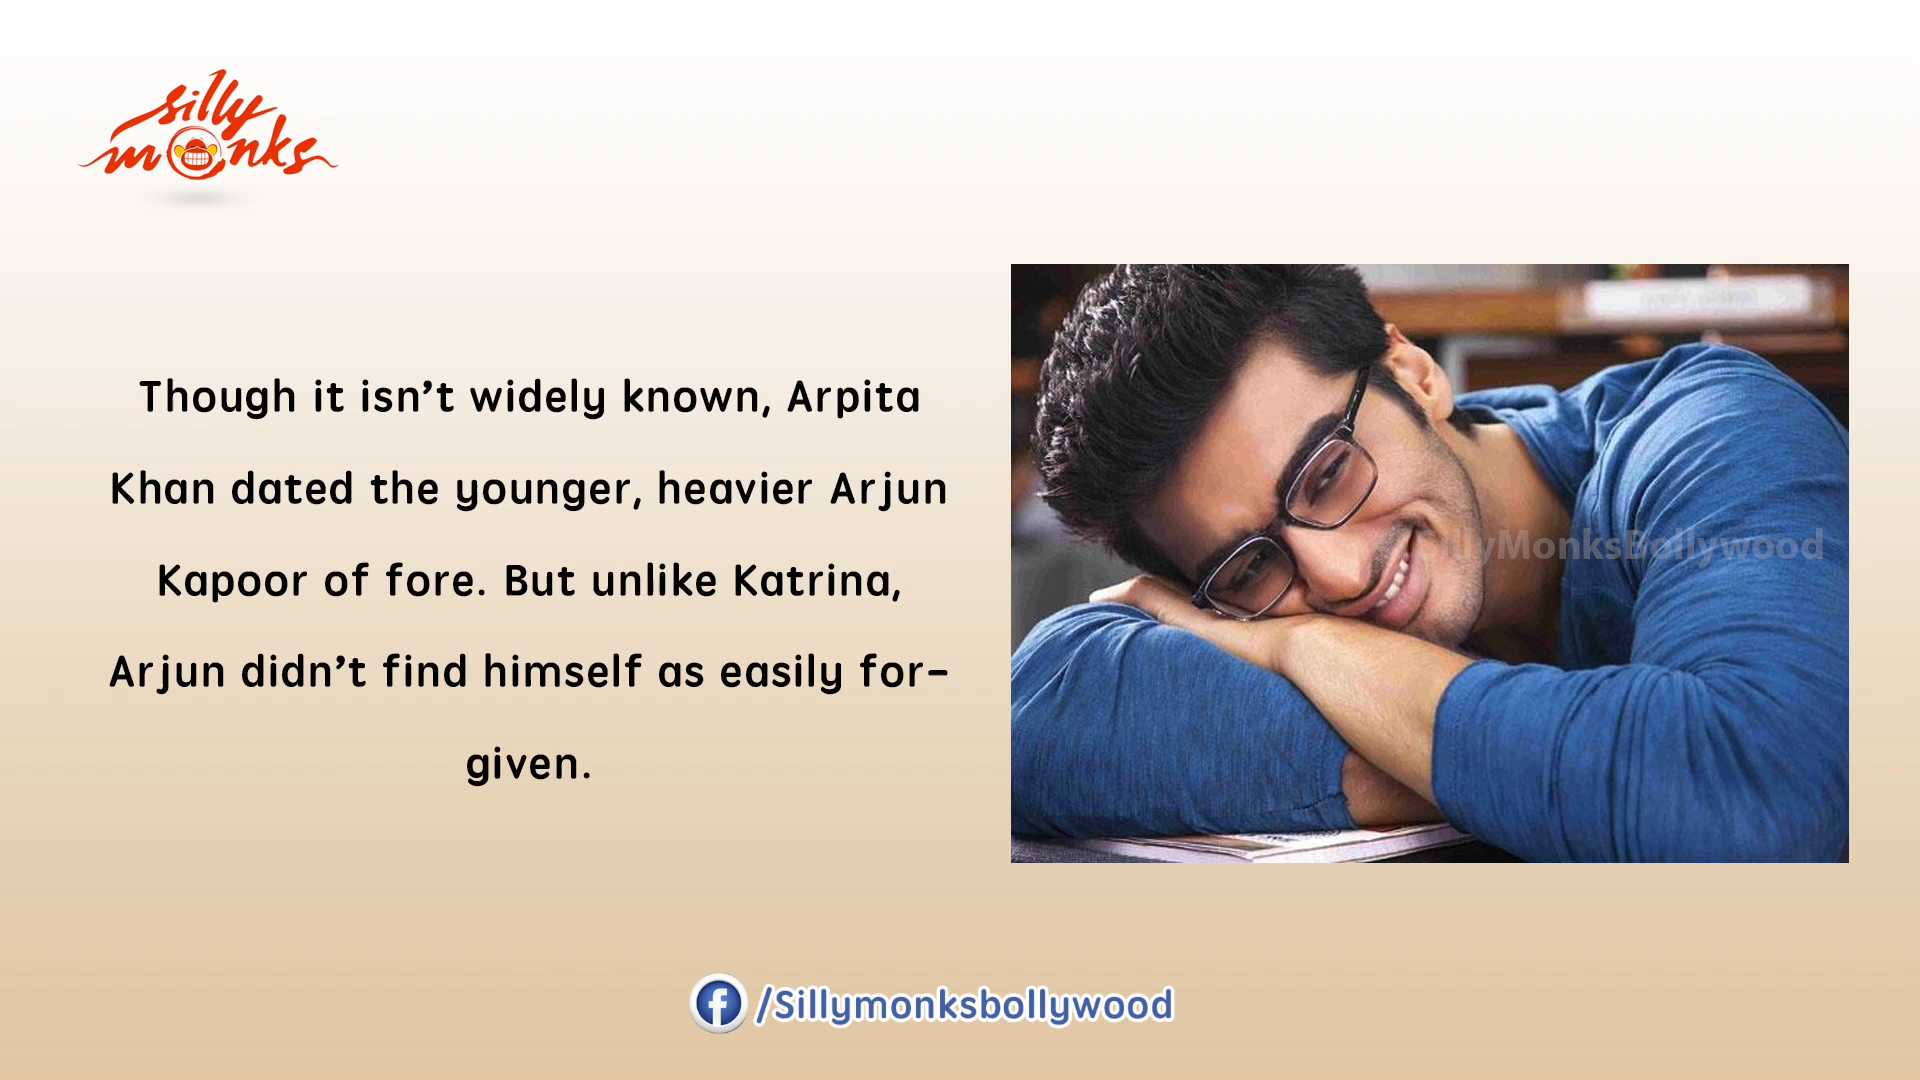 silly
monks
Though it isn’t widely known, Arpita
Khan dated the younger, heavier Arjun
Kapoor of fore. But unlike Katrina,
Arjun didn’t find himself as easily for-
given.
SillyMonksBollywood
f /Sillymonksbollywood